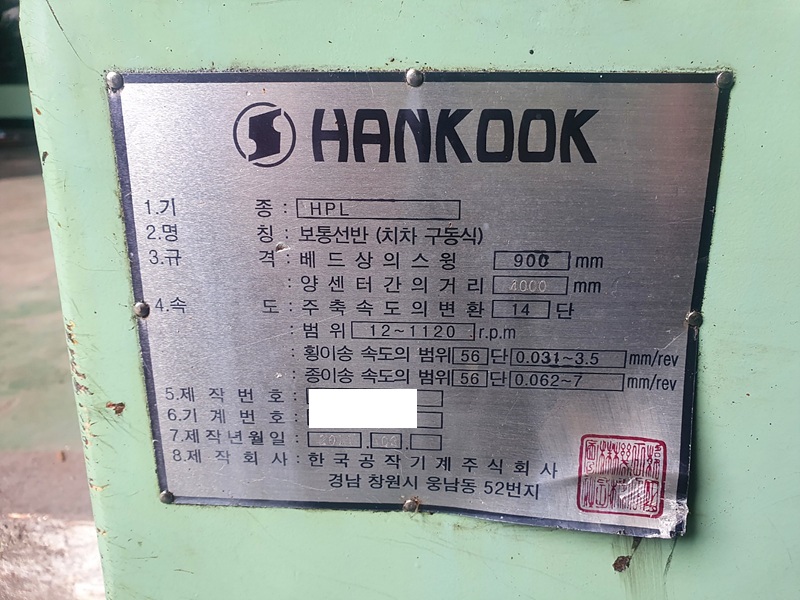 HANKOOK
1.기 종 : HPL
2.명 칭 : 보통선반 (치차 구동식)
3.규 격 : 베드상의스윙 900 mm
: 양센터간의거리 4000 mm
4.속 도 : 주축속도의변환 14 단
: 범위 12~1120 r.p.m
: 횡이송 속도의 범위 56 단 0.031~3.5 mm/rev
: 종이송 속도의 범위 56 단 0.062~7 mm/rev
5.제작번호 :
6.기계번호 :
7.제작년월일 :
8.제작회사 : 한국공작기계주식회사
경남 창원시 웅남동 52번지